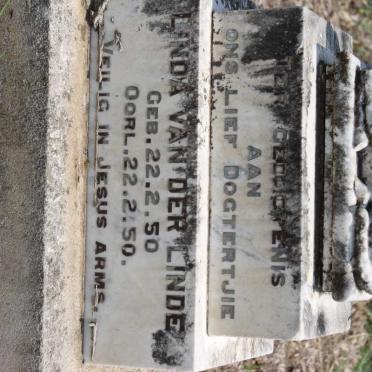 TER GEDAGTENIS
AAN
ONS LIEF DOGTERTJIE
LINDA VAN DER LINDE
GEB. 22. 2. 50
OORL. 22. 2. 50.
VEILIG IN JESUS ARMS.